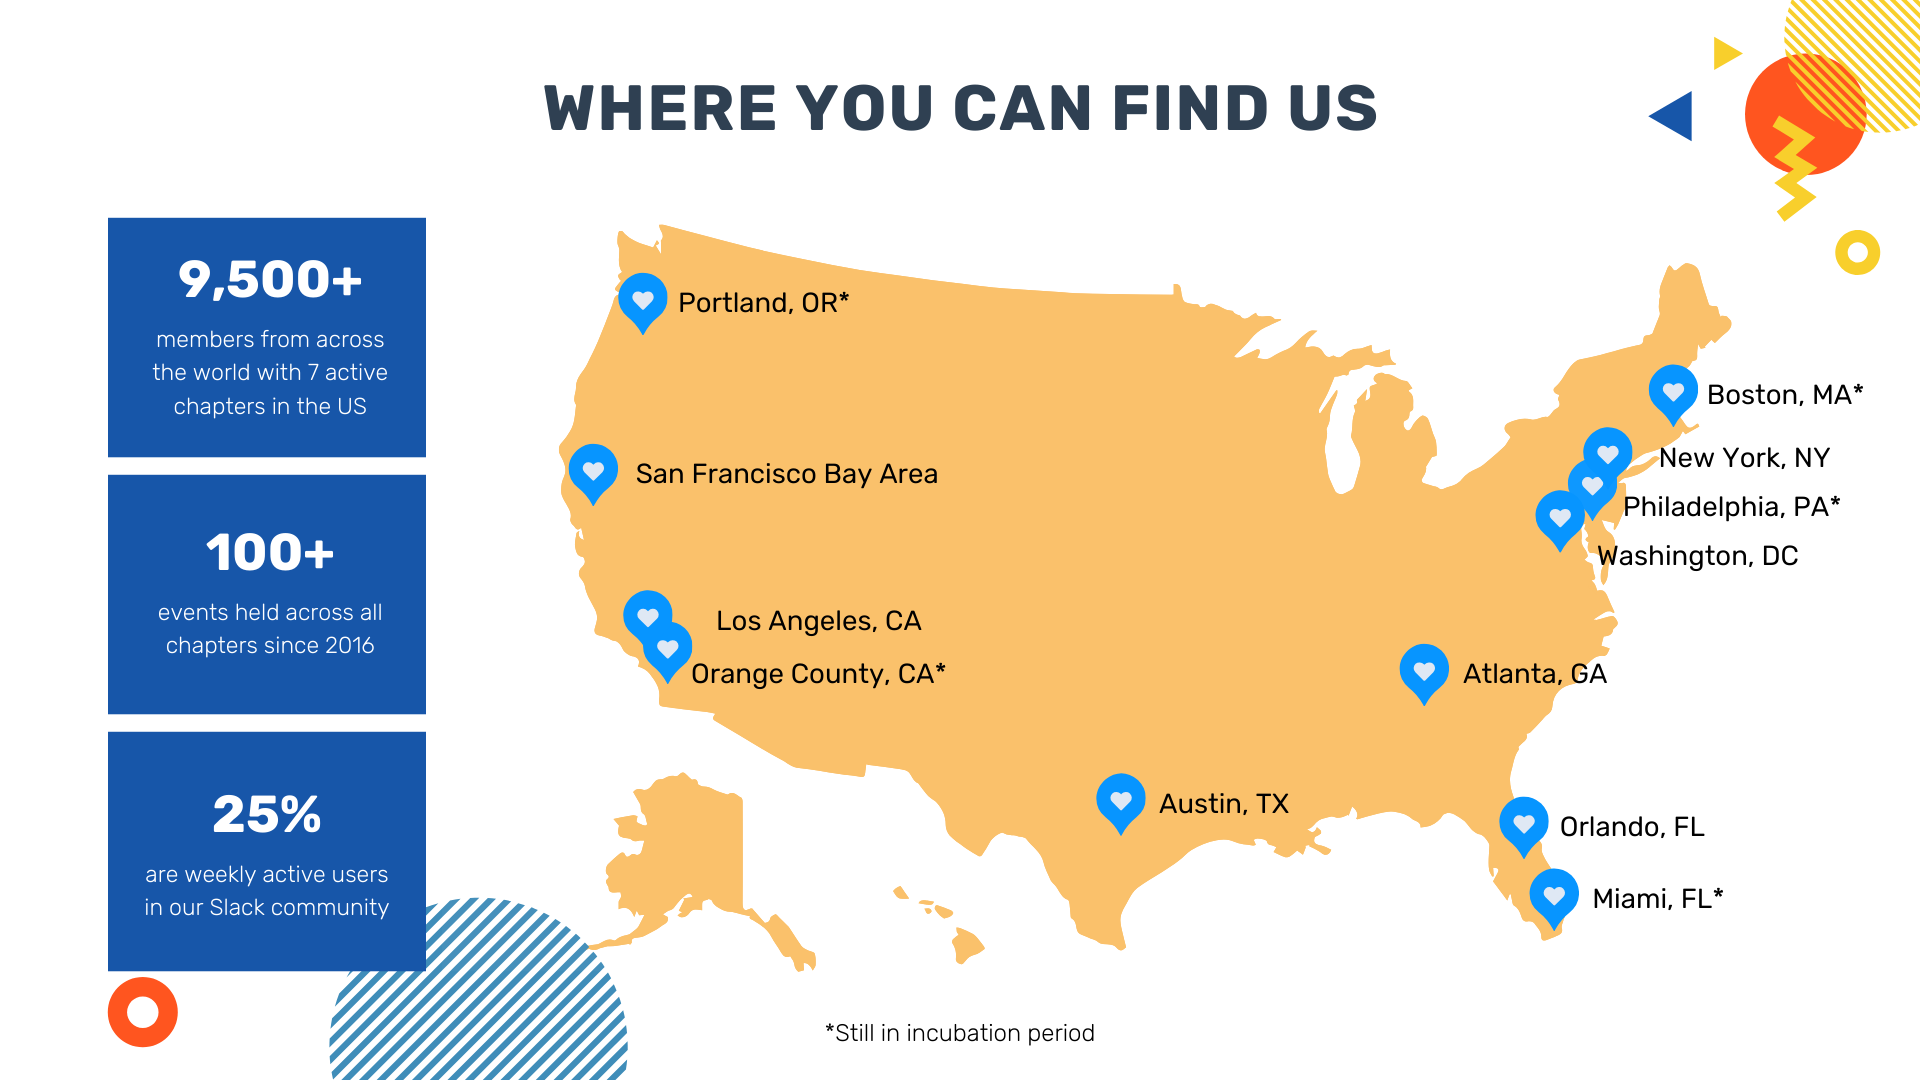 WHERE YOU CAN FIND US
9,500+
members from across
the world with 7 active
chapters in the US
100+
events held across all
chapters since 2016
25%
are weekly active users
in our Slack community
Portland, OR*
San Francisco Bay Area
Los Angeles, CA
Orange County, CA*
Austin, TX
Boston, MA*
New York, NY
Philadelphia, PA*
Washington, DC
Atlanta, GA
Orlando, FL
Miami, FL*
*Still in incubation period